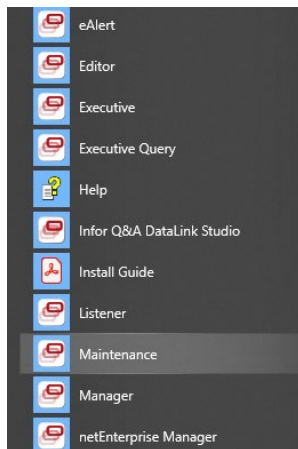 eAlert
Editor
Executive
Executive Query
Help
Infor Q&A DataLink Studio
Install Guide
Listener
Maintenance
Manager
netEnterprise Manager